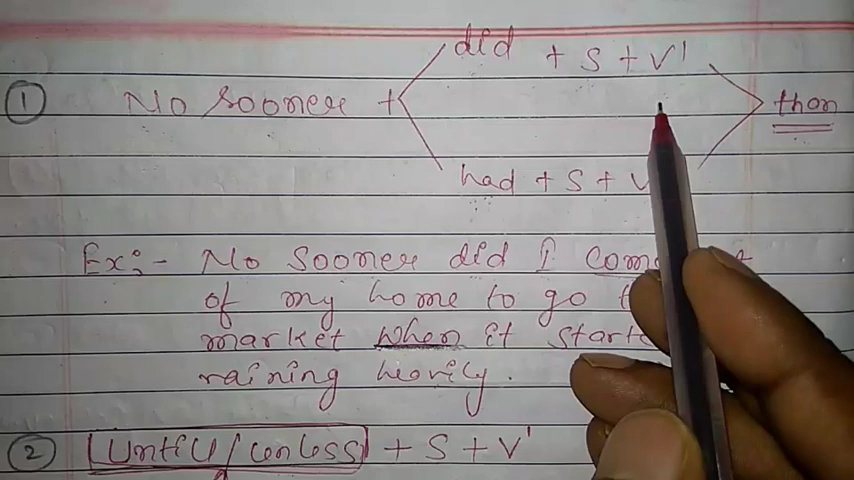 did + S + V'
① No sooner + than
had + S + V
Ex:- No sooner did I com
of my home to go t
market when it starte
raining heavily.
② Until/unless + S + V'